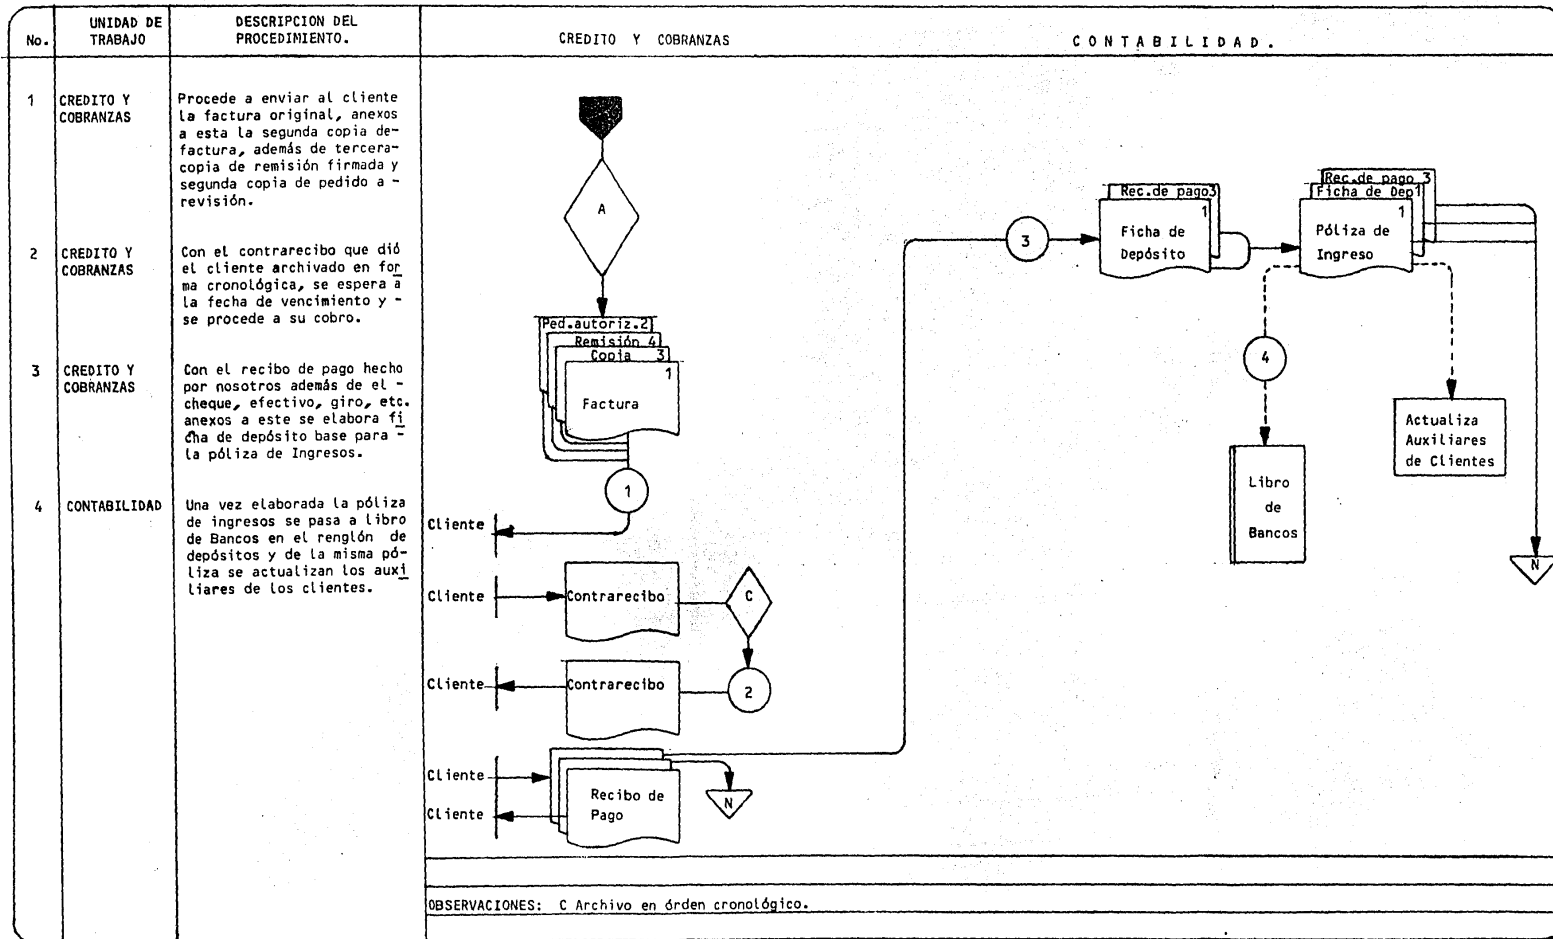 No.
UNIDAD DE
TRABAJO
DESCRIPCION DEL
PROCEDIMIENTO.
CREDITO Y COBRANZAS
CONTABILIDAD.
1
CREDITO Y
COBRANZAS
Procede a enviar al cliente
la factura original, anexos
a esta la segunda copia de-
factura, además de tercera-
copia de remisión firmada y
segunda copia de pedido a -
revisión.
2
CREDITO Y
COBRANZAS
Con el contrarecibo que dió
el cliente archivado en for
ma cronológica, se espera a
la fecha de vencimiento y -
se procede a su cobro.
3
CREDITO Y
COBRANZAS
Con el recibo de pago hecho
por nosotros además de el -
cheque, efectivo, giro, etc.
anexos a este se elabora fi
cha de depósito base para -
la póliza de Ingresos.
4
CONTABILIDAD
Una vez elaborada la póliza
de ingresos se pasa a libro
de Bancos en el renglón de
depósitos y de la misma pó-
liza se actualizan los auxi
liares de los clientes.
A
Ped.autoriz.2
Remisión 4
Copia 3
1
Factura
1
Cliente
Cliente
Contrarecibo
C
Cliente
Contrarecibo
2
Cliente
Cliente
Recibo de
Pago
N
3
Rec.de pago3
1
Ficha de
Depósito
Rec.de pago 3
Ficha de Dep1
1
Póliza de
Ingreso
4
Libro
de
Bancos
Actualiza
Auxiliares
de Clientes
N
OBSERVACIONES: C Archivo en órden cronológico.